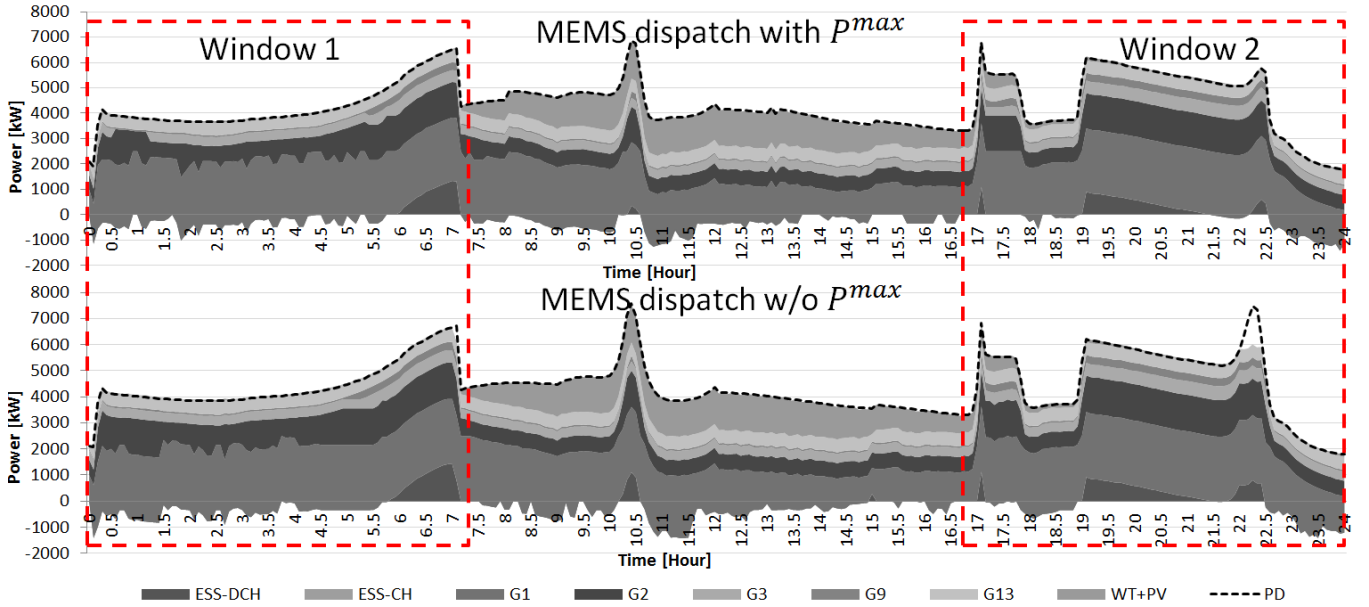 MEMS dispatch with P^max
Window 1
Window 2
Power [kW]
8000
7000
6000
5000
4000
3000
2000
1000
0
-1000
-2000
0 0.5 1 1.5 2 2.5 3 3.5 4 4.5 5 5.5 6 6.5 7 7.5 8 8.5 9 9.5 10 10.5 11 11.5 12 12.5 13 13.5 14 14.5 15 15.5 16 16.5 17 17.5 18 18.5 19 19.5 20 20.5 21 21.5 22 22.5 23 23.5 24
Time [Hour]
MEMS dispatch w/o P^max
Power [kW]
8000
7000
6000
5000
4000
3000
2000
1000
0
-1000
-2000
0 0.5 1 1.5 2 2.5 3 3.5 4 4.5 5 5.5 6 6.5 7 7.5 8 8.5 9 9.5 10 10.5 11 11.5 12 12.5 13 13.5 14 14.5 15 15.5 16 16.5 17 17.5 18 18.5 19 19.5 20 20.5 21 21.5 22 22.5 23 23.5 24
Time [Hour]
ESS-DCH ESS-CH G1 G2 G3 G9 G13 WT+PV PD